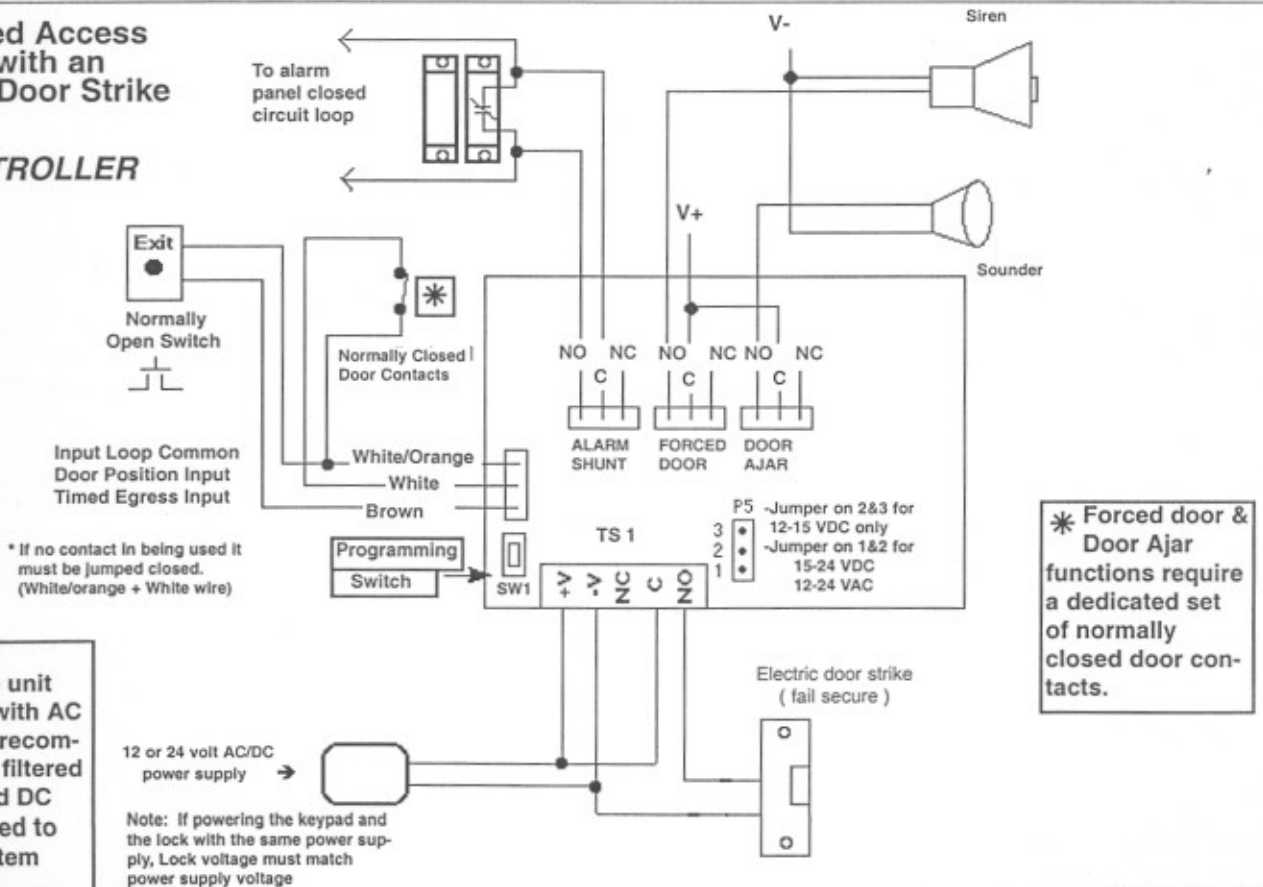 ed Access
with an
Door Strike
TROLLER
To alarm
panel closed
circuit loop
V-
Siren
V+
Sounder
Exit
Normally
Open Switch
Normally Closed
Door Contacts
NO NC NO NC NO NC
C C C
ALARM SHUNT
FORCED DOOR
DOOR AJAR
Input Loop Common
Door Position Input
Timed Egress Input
White/Orange
White
Brown
* If no contact in being used it
must be jumped closed.
(White/orange + White wire)
Programming
Switch
SW1
TS 1
P5
3
2
1
-Jumper on 2&3 for
12-15 VDC only
-Jumper on 1&2 for
15-24 VDC
12-24 VAC
+V -V NC C NO
* Forced door &
Door Ajar
functions require
a dedicated set
of normally
closed door con-
tacts.
Electric door strike
( fail secure )
unit
with AC
recom-
filtered
d DC
ed to
tem
12 or 24 volt AC/DC
power supply →
Note: If powering the keypad and
the lock with the same power sup-
ply, Lock voltage must match
power supply voltage